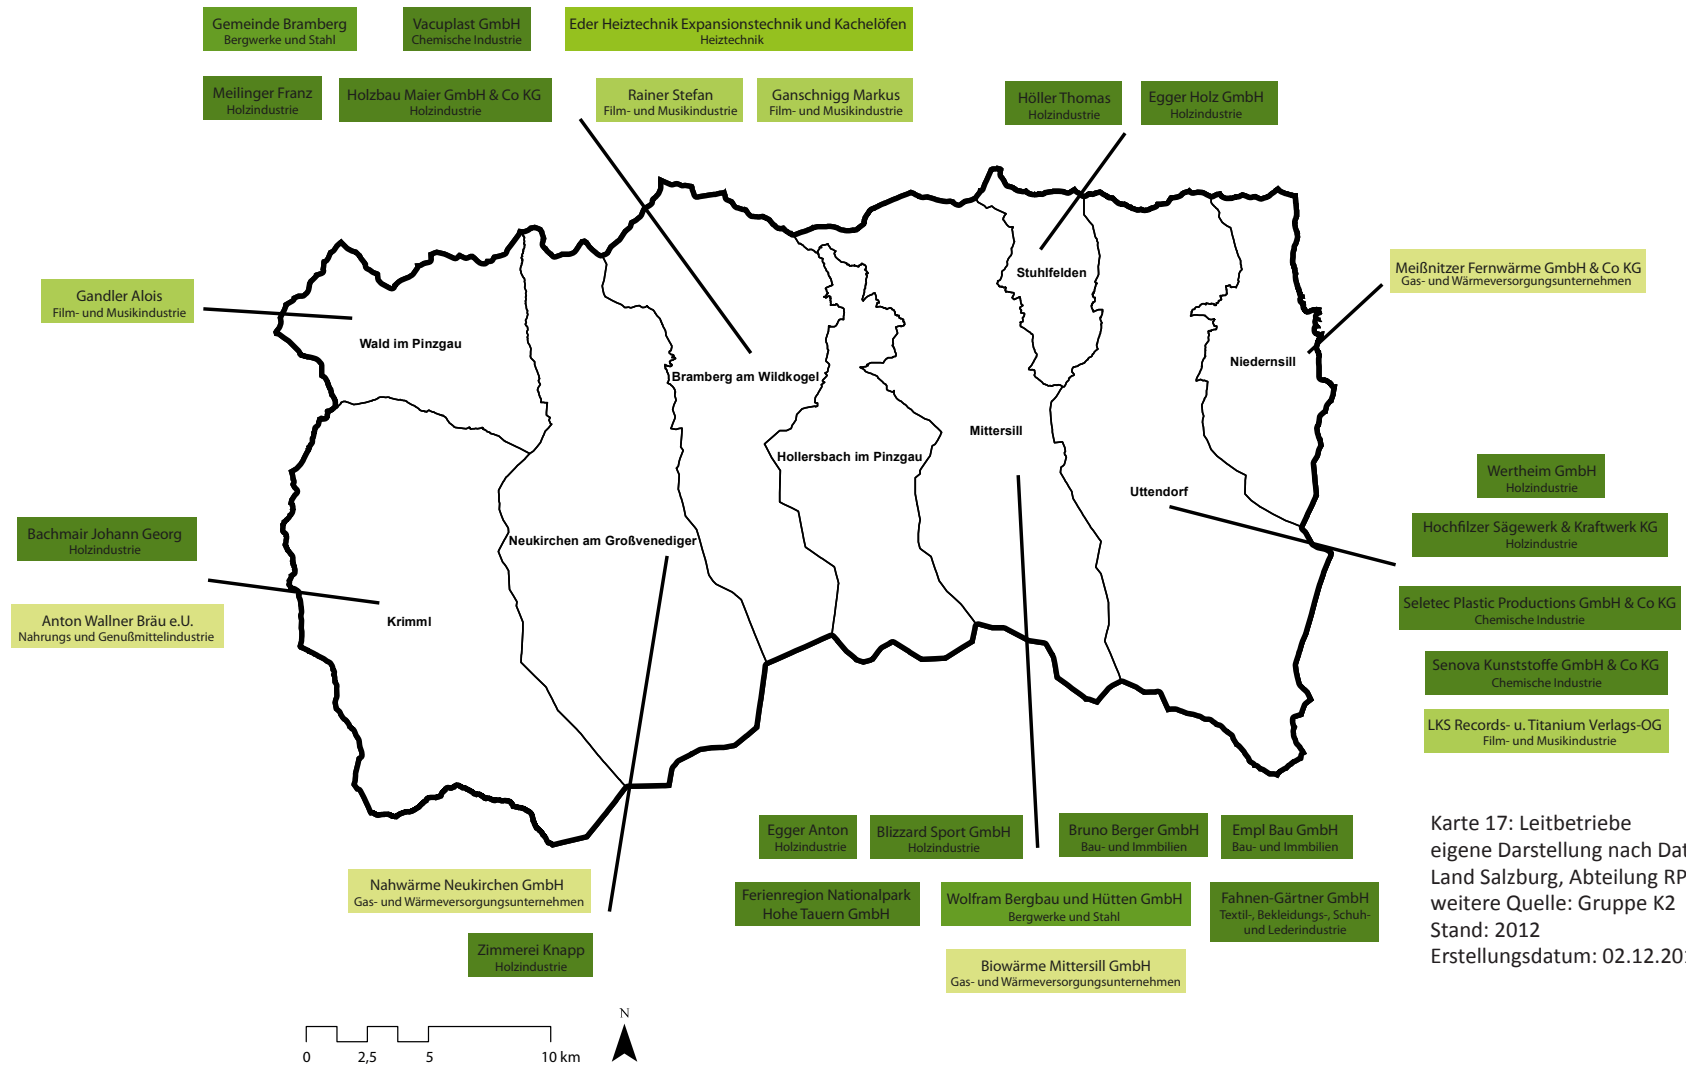 Gemeinde Bramberg
Bergwerke und Stahl
Vacuplast GmbH
Chemische Industrie
Eder Heiztechnik Expansionstechnik und Kachelöfen
Heiztechnik
Meilinger Franz
Holzindustrie
Holzbau Maier GmbH & Co KG
Holzindustrie
Rainer Stefan
Film- und Musikindustrie
Ganschnigg Markus
Film- und Musikindustrie
Höller Thomas
Holzindustrie
Egger Holz GmbH
Holzindustrie
Gandler Alois
Film- und Musikindustrie
Meißnitzer Fernwärme GmbH & Co KG
Gas- und Wärmeversorgungsunternehmen
Stuhlfelden
Wald im Pinzgau
Bramberg am Wildkogel
Niedernsill
Mittersill
Hollersbach im Pinzgau
Uttendorf
Neukirchen am Großvenediger
Krimml
Wertheim GmbH
Holzindustrie
Hochfilzer Sägewerk & Kraftwerk KG
Holzindustrie
Seletec Plastic Productions GmbH & Co KG
Chemische Industrie
Senova Kunststoffe GmbH & Co KG
Chemische Industrie
LKS Records- u. Titanium Verlags-OG
Film- und Musikindustrie
Bachmair Johann Georg
Holzindustrie
Anton Wallner Bräu e.U.
Nahrungs und Genußmittelindustrie
Nahwärme Neukirchen GmbH
Gas- und Wärmeversorgungsunternehmen
Zimmerei Knapp
Holzindustrie
Egger Anton
Holzindustrie
Blizzard Sport GmbH
Holzindustrie
Bruno Berger GmbH
Bau- und Immbilien
Empl Bau GmbH
Bau- und Immbilien
Ferienregion Nationalpark
Hohe Tauern GmbH
Wolfram Bergbau und Hütten GmbH
Bergwerke und Stahl
Fahnen-Gärtner GmbH
Textil-, Bekleidungs-, Schuh-
und Lederindustrie
Biowärme Mittersill GmbH
Gas- und Wärmeversorgungsunternehmen
Karte 17: Leitbetriebe
eigene Darstellung nach Dat
Land Salzburg, Abteilung RP
weitere Quelle: Gruppe K2
Stand: 2012
Erstellungsdatum: 02.12.201
N
0 2,5 5 10 km